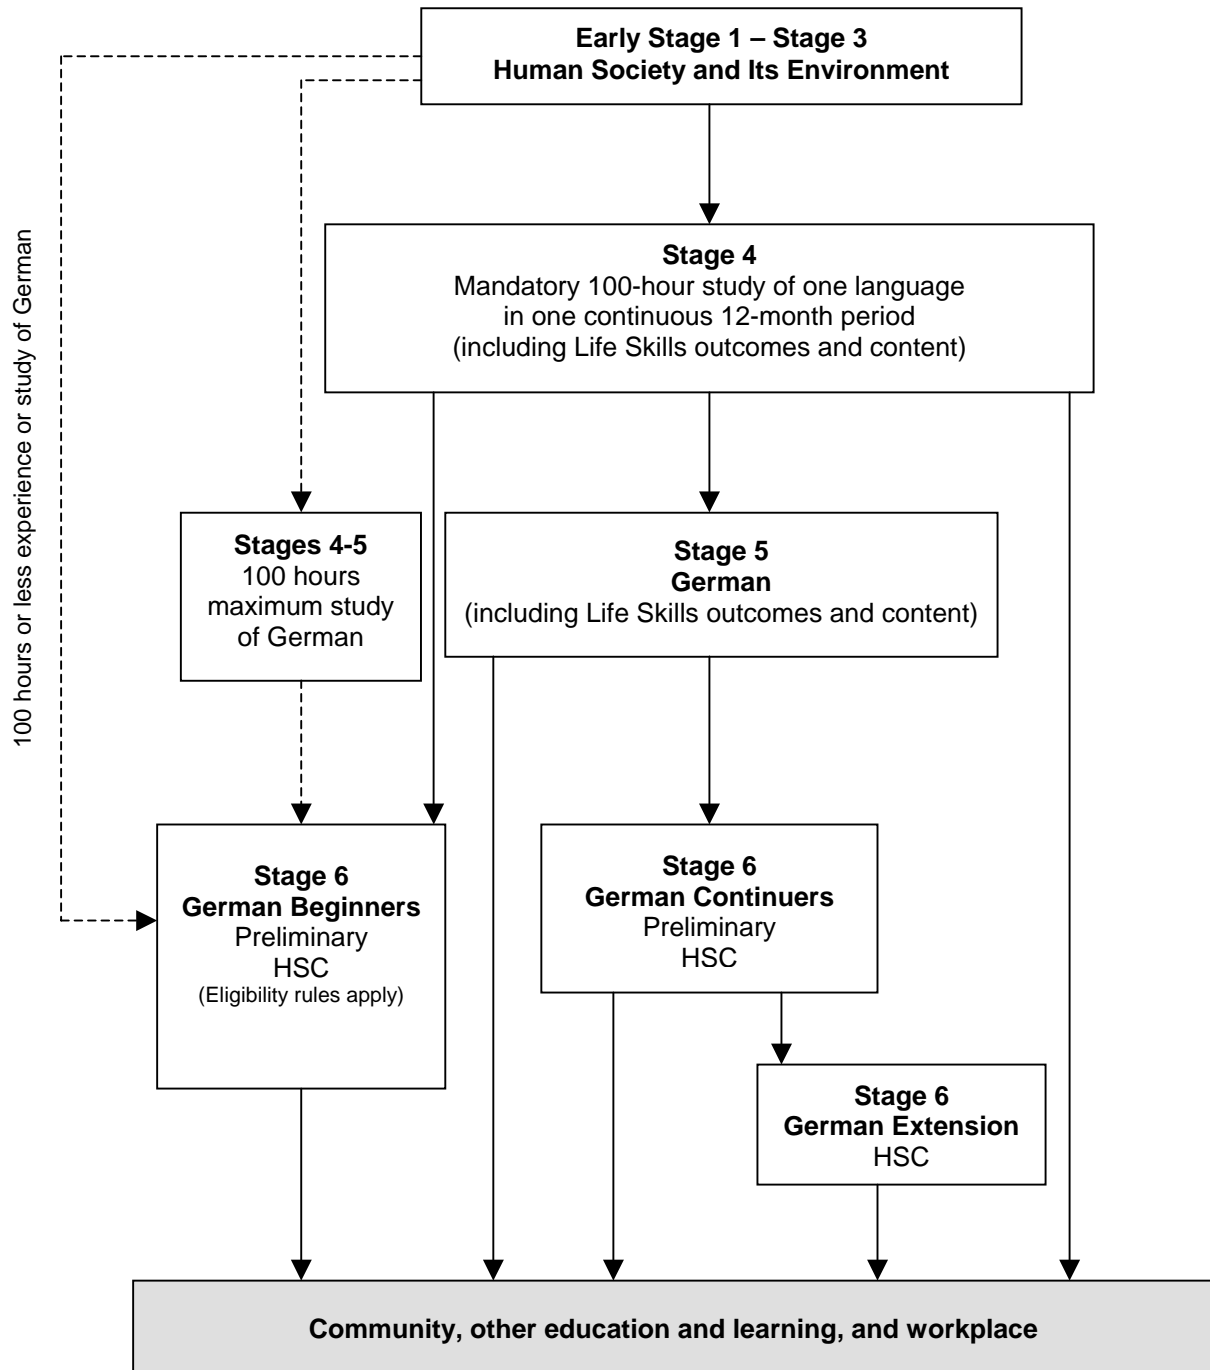 Early Stage 1 – Stage 3
Human Society and Its Environment
100 hours or less experience or study of German
Stage 4
Mandatory 100-hour study of one language
in one continuous 12-month period
(including Life Skills outcomes and content)
Stages 4-5
100 hours
maximum study
of German
Stage 5
German
(including Life Skills outcomes and content)
Stage 6
German Beginners
Preliminary
HSC
(Eligibility rules apply)
Stage 6
German Continuers
Preliminary
HSC
Stage 6
German Extension
HSC
Community, other education and learning, and workplace